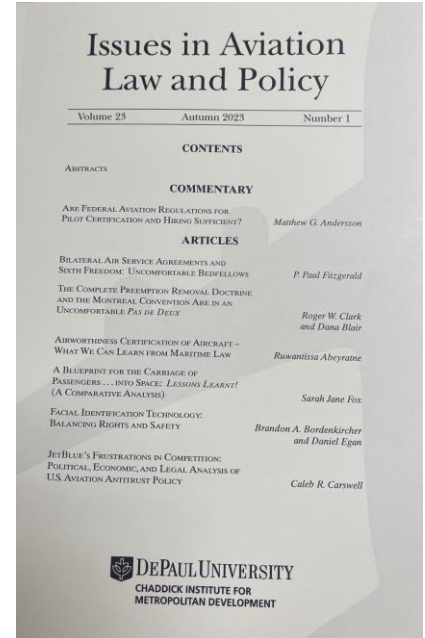 Issues in Aviation
Law and Policy
Volume 23 Autumn 2023 Number 1
CONTENTS
ABSTRACTS
COMMENTARY
ARE FEDERAL AVIATION REGULATIONS FOR
PILOT CERTIFICATION AND HIRING SUFFICIENT? Matthew G. Andersson
ARTICLES
BILATERAL AIR SERVICE AGREEMENTS AND
SIXTH FREEDOM: UNCOMFORTABLE BEDFELLOWS P. Paul Fitzgerald
THE COMPLETE PREEMPTION REMOVAL DOCTRINE
AND THE MONTREAL CONVENTION ARE IN AN
UNCOMFORTABLE PAS DE DEUX Roger W. Clark
and Dana Blair
AIRWORTHINESS CERTIFICATION OF AIRCRAFT –
WHAT WE CAN LEARN FROM MARITIME LAW Ruwantissa Abeyratne
A BLUEPRINT FOR THE CARRIAGE OF
PASSENGERS . . . INTO SPACE: LESSONS LEARNT!
(A COMPARATIVE ANALYSIS) Sarah Jane Fox
FACIAL IDENTIFICATION TECHNOLOGY:
BALANCING RIGHTS AND SAFETY Brandon A. Bordenkircher
and Daniel Egan
JETBLUE'S FRUSTRATIONS IN COMPETITION:
POLITICAL, ECONOMIC, AND LEGAL ANALYSIS OF
U.S. AVIATION ANTITRUST POLICY Caleb R. Carswell
DEPAUL UNIVERSITY
CHADDICK INSTITUTE FOR
METROPOLITAN DEVELOPMENT